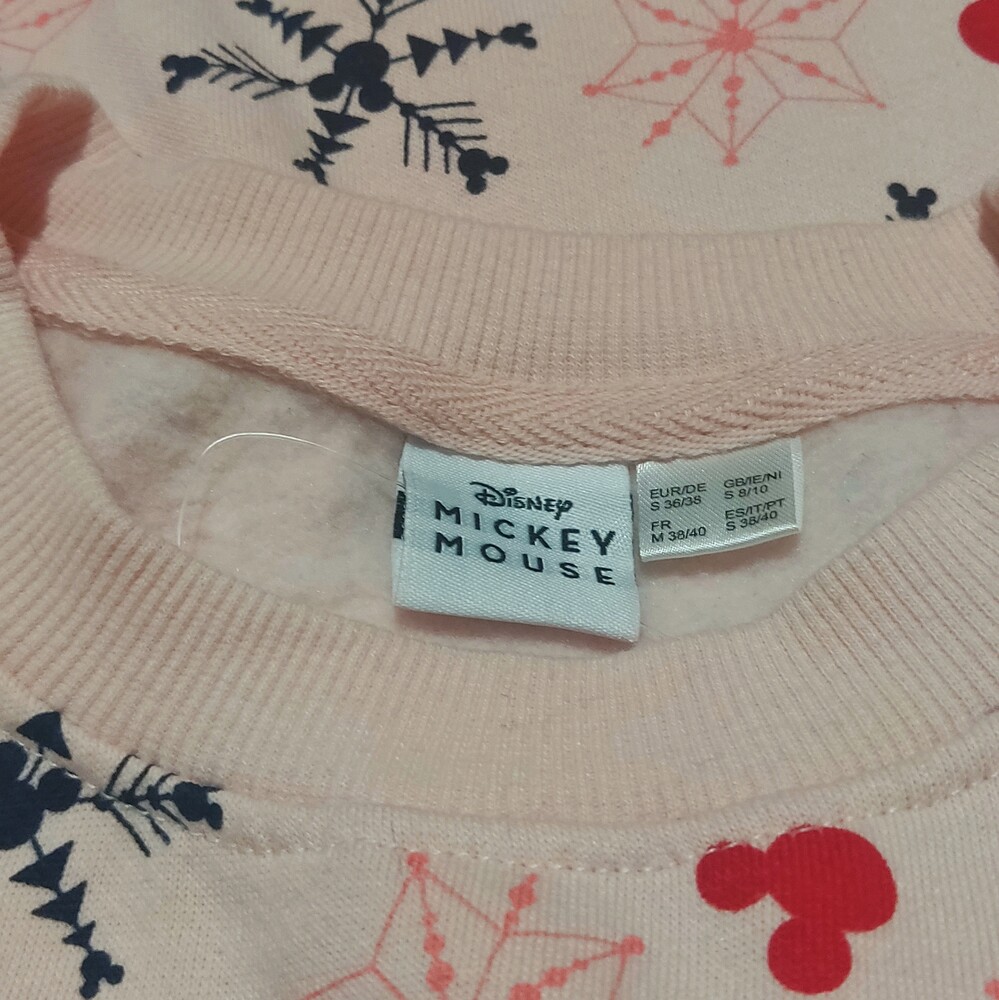 Disney
MICKEY
MOUSE
EUR/DE GB/IE/NI
S 36/38 S 8/10
FR ES/IT/PT
M 38/40 S 38/40